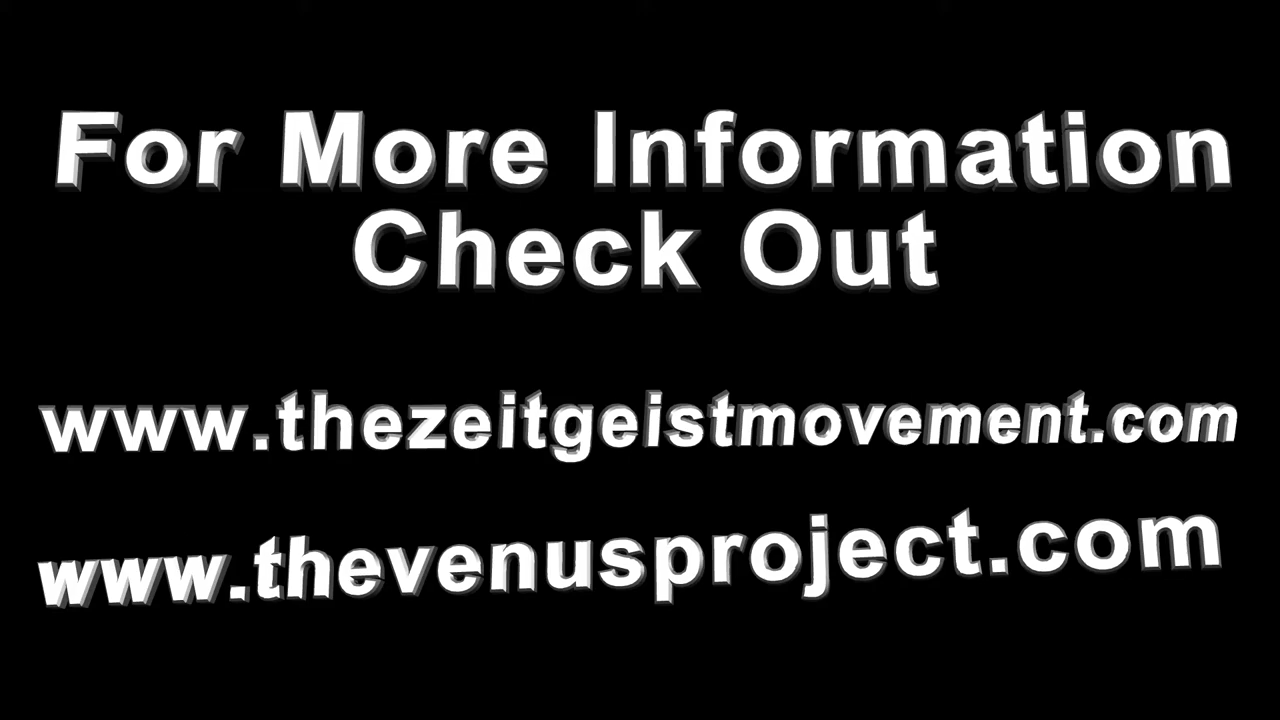 For More Information
Check Out
www.thezeitgeistmovement.com
www.thevenusproject.com